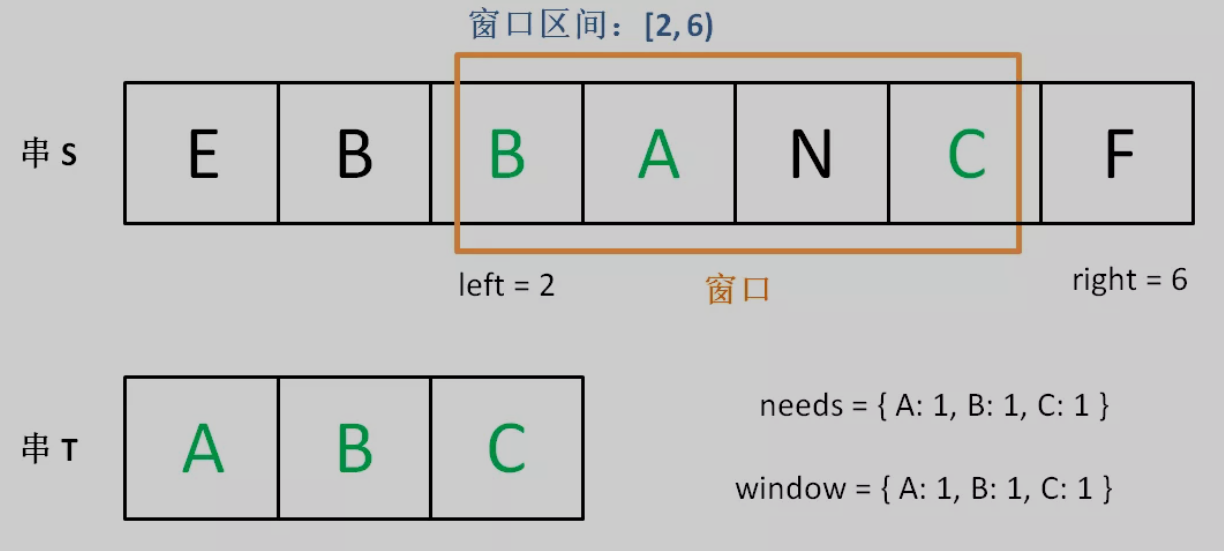 窗口区间：[2, 6)
串 S E B B A N C F
left = 2 窗口 right = 6
串 T A B C
needs = { A: 1, B: 1, C: 1 }
window = { A: 1, B: 1, C: 1 }